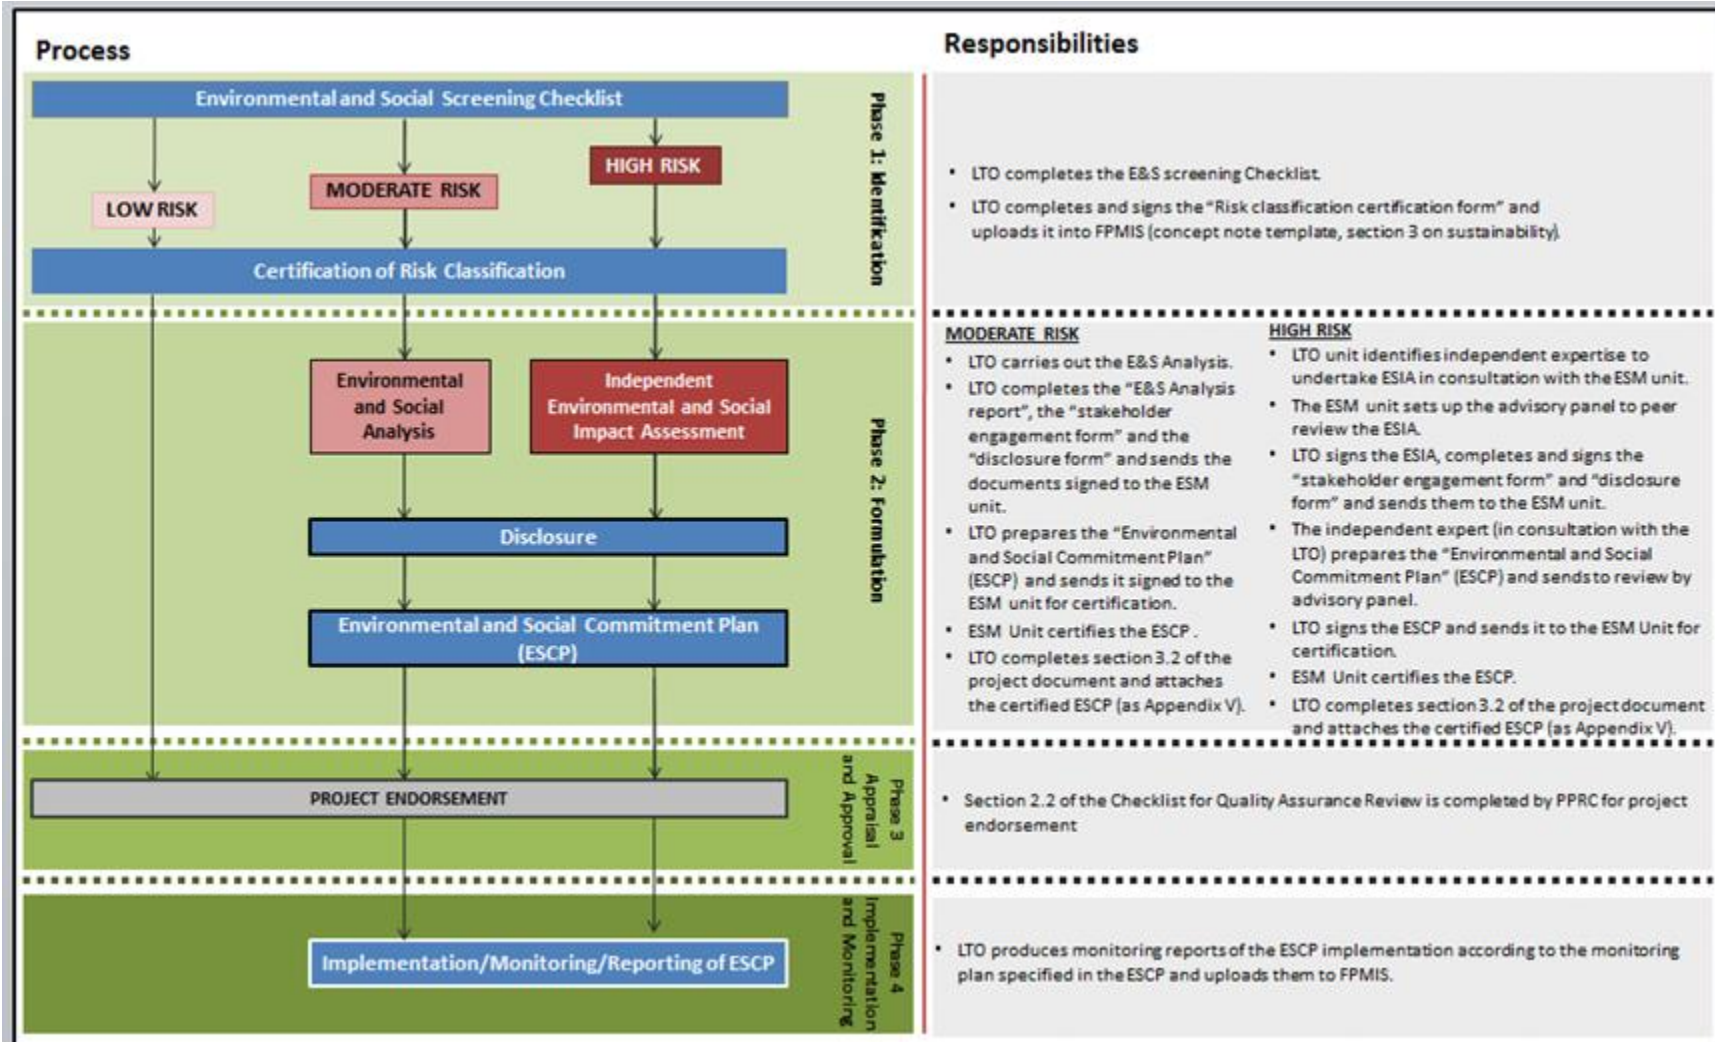 Process
Environmental and Social Screening Checklist
HIGH RISK
MODERATE RISK
LOW RISK
Certification of Risk Classification
Phase 1: Identification
Environmental
and Social
Analysis
Independent
Environmental and Social
Impact Assessment
Disclosure
Environmental and Social Commitment Plan
(ESCP)
Phase 2: Formulation
PROJECT ENDORSEMENT
Phase 3
Appraisal
and Approval
Implementation/Monitoring/Reporting of ESCP
Phase 4
Implementation
and Monitoring
Responsibilities
• LTO completes the E&S screening Checklist.
• LTO completes and signs the “Risk classification certification form” and
uploads it into FPMIS (concept note template, section 3 on sustainability).
MODERATE RISK
• LTO carries out the E&S Analysis.
• LTO completes the “E&S Analysis
report”, the “stakeholder
engagement form” and the
“disclosure form” and sends the
documents signed to the ESM
unit.
• LTO prepares the “Environmental
and Social Commitment Plan”
(ESCP) and sends it signed to the
ESM unit for certification.
• ESM Unit certifies the ESCP .
• LTO completes section 3.2 of the
project document and attaches
the certified ESCP (as Appendix V).
HIGH RISK
• LTO unit identifies independent expertise to
undertake ESIA in consultation with the ESM unit.
• The ESM unit sets up the advisory panel to peer
review the ESIA.
• LTO signs the ESIA, completes and signs the
“stakeholder engagement form” and “disclosure
form” and sends them to the ESM unit.
• The independent expert (in consultation with the
LTO) prepares the “Environmental and Social
Commitment Plan” (ESCP) and sends to review by
advisory panel.
• LTO signs the ESCP and sends it to the ESM Unit for
certification.
• ESM Unit certifies the ESCP.
• LTO completes section 3.2 of the project document
and attaches the certified ESCP (as Appendix V).
• Section 2.2 of the Checklist for Quality Assurance Review is completed by PPRC for project
endorsement
• LTO produces monitoring reports of the ESCP implementation according to the monitoring
plan specified in the ESCP and uploads them to FPMIS.